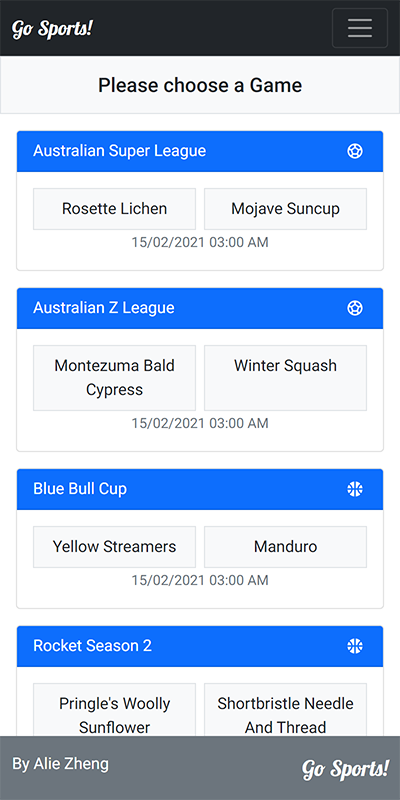 Go Sports!
Please choose a Game
Australian Super League
Rosette Lichen Mojave Suncup
15/02/2021 03:00 AM
Australian Z League
Montezuma Bald Winter Squash
Cypress
15/02/2021 03:00 AM
Blue Bull Cup
Yellow Streamers Manduro
15/02/2021 03:00 AM
Rocket Season 2
Pringle's Woolly Shortbristle Needle
Sunflower And Thread
By Alie Zheng Go Sports!